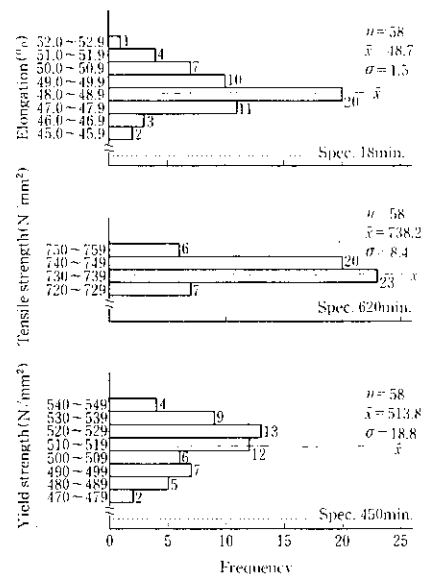 Elongation (%)
52.0~52.9 1
51.0~51.9 4
50.0~50.9 7
49.0~49.9 10
48.0~48.9 20 x̄
47.0~47.9 11
46.0~46.9 3
45.0~45.9 2
n=58
x̄=48.7
σ=1.5
Spec. 18min.
Tensile strength (N/mm²)
750~759 6
740~749 20
730~739 23 x̄
720~729 7
n=58
x̄=738.2
σ=8.4
Spec. 620min.
Yield strength (N/mm²)
540~549 4
530~539 9
520~529 13
510~519 12 x̄
500~509 6
490~499 7
480~489 5
470~479 2
n=58
x̄=513.8
σ=18.8
Spec. 450min.
0 5 10 15 20 25
Frequency